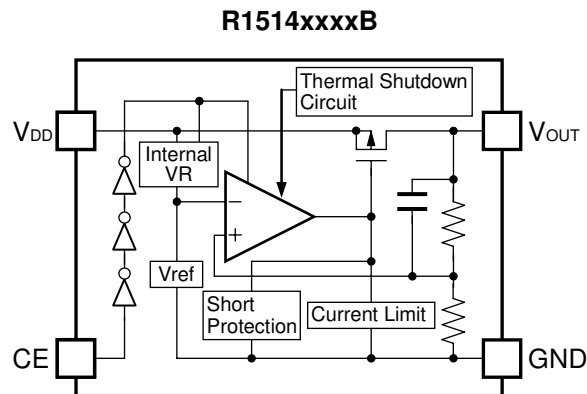 R1514xxxxB
Thermal Shutdown
Circuit
VDD
VOUT
Internal
VR
−
+
Vref
Short
Protection
Current Limit
CE
GND